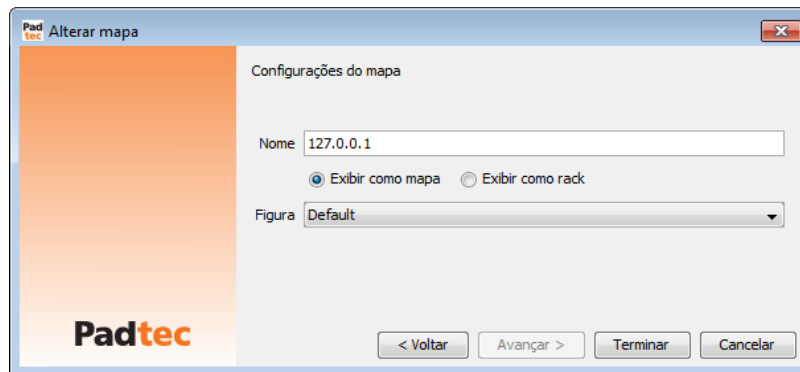 Pad
tec
Alterar mapa
Configurações do mapa
Nome 127.0.0.1
Exibir como mapa Exibir como rack
Figura Default
Padtec
< Voltar Avançar > Terminar Cancelar